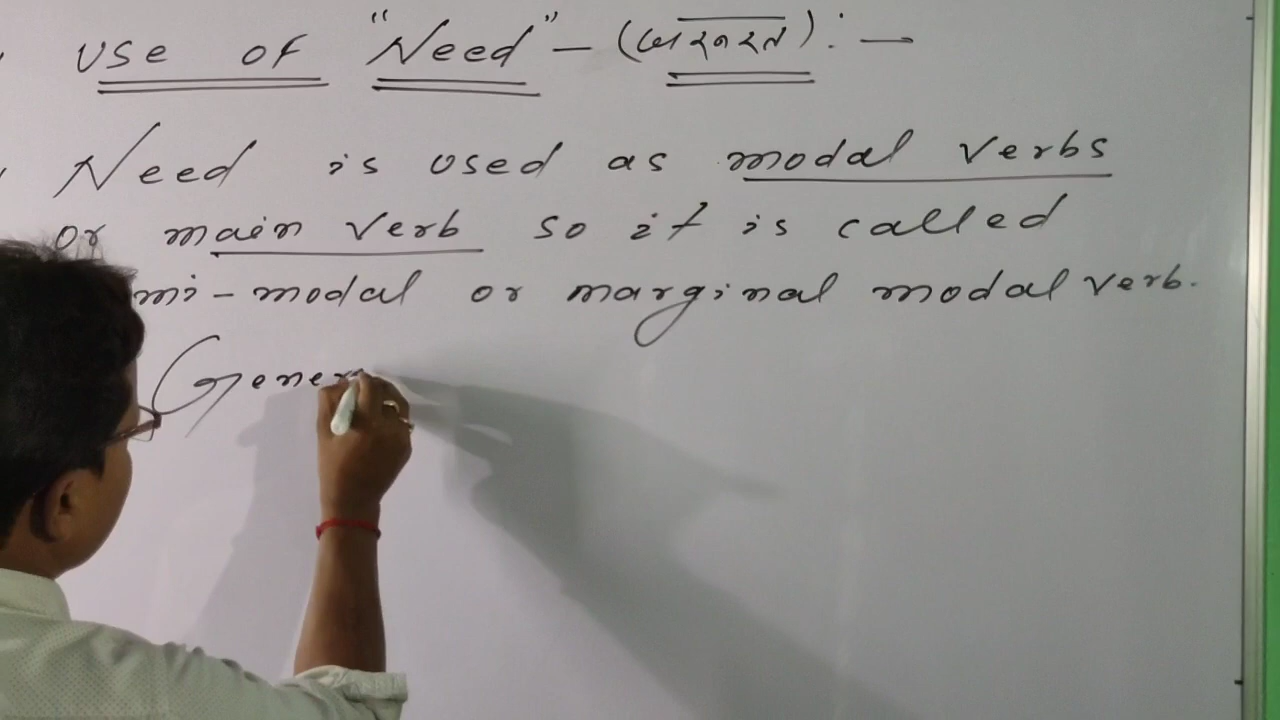 Use of "Need" – ( ) : —
Need is used as modal verbs
or main verb so it is called
mi-modal or marginal modal verb.
Gener